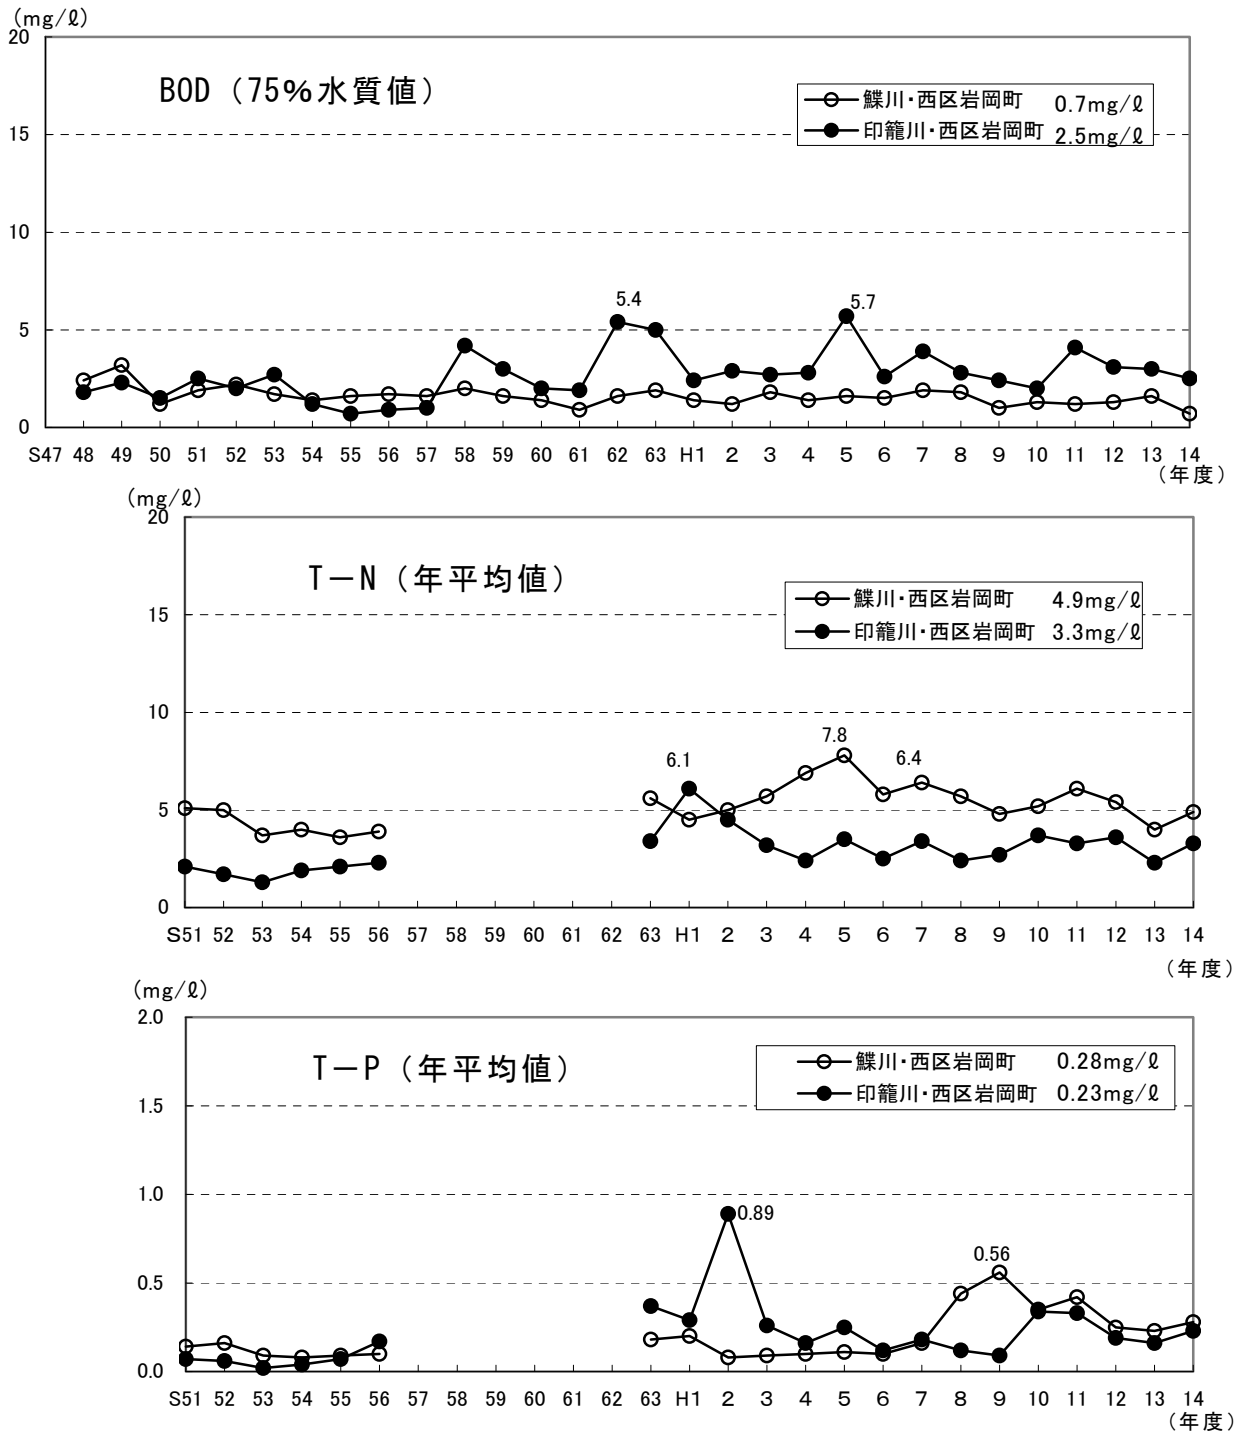 (mg/ℓ)
20
BOD（75%水質値）
鰈川・西区岩岡町 0.7mg/ℓ
印籠川・西区岩岡町 2.5mg/ℓ
15
10
5.4
5.7
5
0
S47 48 49 50 51 52 53 54 55 56 57 58 59 60 61 62 63 H1 2 3 4 5 6 7 8 9 10 11 12 13 14
（年度）
(mg/ℓ)
20
T－N（年平均値）
鰈川・西区岩岡町 4.9mg/ℓ
印籠川・西区岩岡町 3.3mg/ℓ
15
10
6.1
7.8
6.4
5
0
S51 52 53 54 55 56 57 58 59 60 61 62 63 H1 2 3 4 5 6 7 8 9 10 11 12 13 14
（年度）
(mg/ℓ)
2.0
T－P（年平均値）
鰈川・西区岩岡町 0.28mg/ℓ
印籠川・西区岩岡町 0.23mg/ℓ
1.5
1.0
0.89
0.56
0.5
0.0
S51 52 53 54 55 56 57 58 59 60 61 62 63 H1 2 3 4 5 6 7 8 9 10 11 12 13 14
（年度）